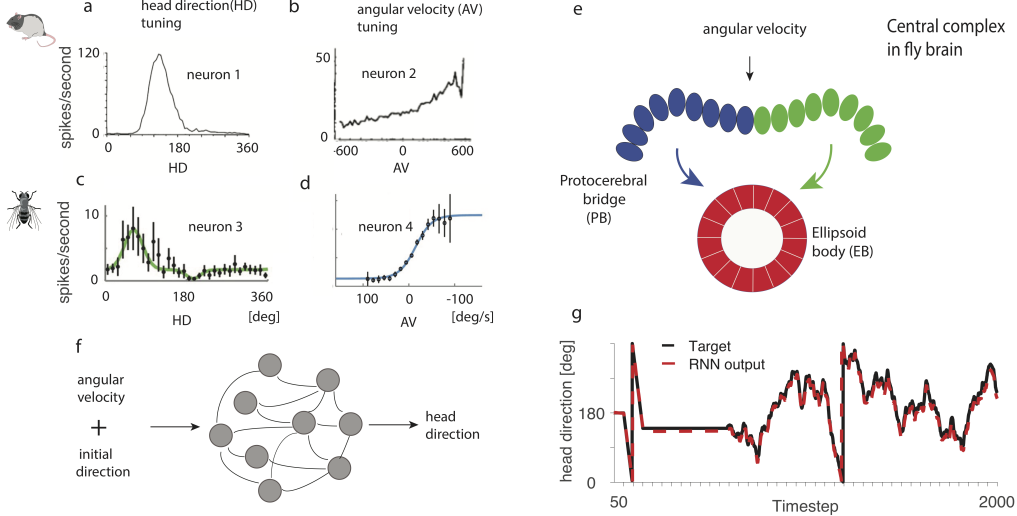 a
head direction(HD)
tuning
spikes/second
120
0
neuron 1
0
180
360
HD
b
angular velocity (AV)
tuning
50
0
neuron 2
-600
0
600
AV
c
spikes/second
10
0
neuron 3
0
180
360
[deg]
HD
d
neuron 4
100
0
-100
[deg/s]
AV
e
angular velocity
Central complex
in fly brain
Protocerebral
bridge
(PB)
Ellipsoid
body (EB)
f
angular
velocity
+
initial
direction
head
direction
g
head direction [deg]
180
0
Target
RNN output
50
2000
Timestep